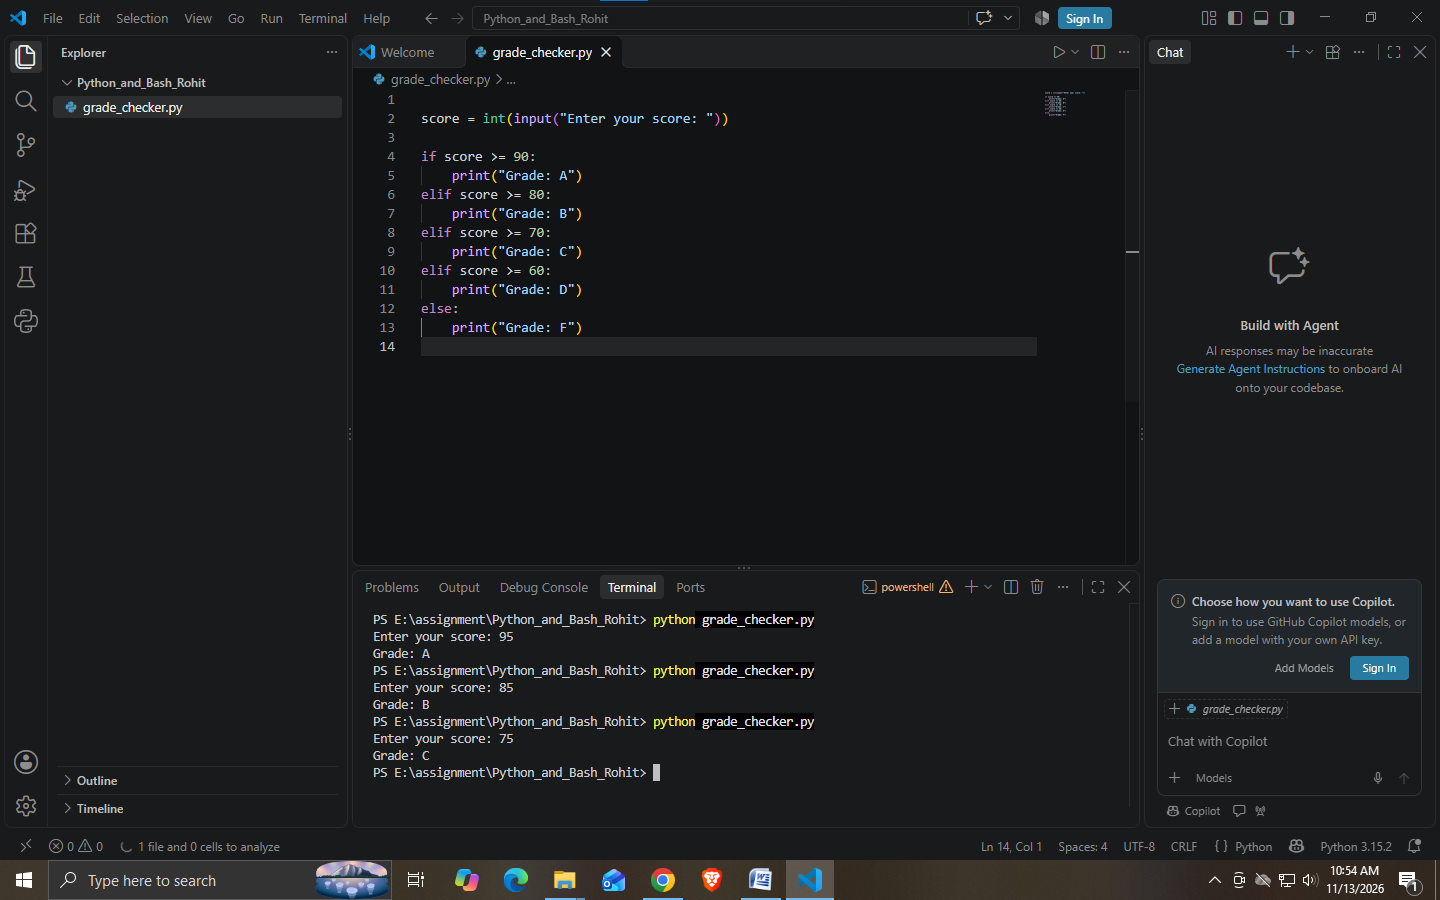 File Edit Selection View Go Run Terminal Help
Python_and_Bash_Rohit
Sign In
Explorer
Python_and_Bash_Rohit
grade_checker.py
Outline
Timeline
Welcome
grade_checker.py
grade_checker.py > ...
1
2 score = int(input("Enter your score: "))
3
4 if score >= 90:
5 print("Grade: A")
6 elif score >= 80:
7 print("Grade: B")
8 elif score >= 70:
9 print("Grade: C")
10 elif score >= 60:
11 print("Grade: D")
12 else:
13 print("Grade: F")
14
Problems Output Debug Console Terminal Ports
powershell
PS E:\assignment\Python_and_Bash_Rohit> python grade_checker.py
Enter your score: 95
Grade: A
PS E:\assignment\Python_and_Bash_Rohit> python grade_checker.py
Enter your score: 85
Grade: B
PS E:\assignment\Python_and_Bash_Rohit> python grade_checker.py
Enter your score: 75
Grade: C
PS E:\assignment\Python_and_Bash_Rohit>
Chat
Build with Agent
AI responses may be inaccurate
Generate Agent Instructions to onboard AI
onto your codebase.
Choose how you want to use Copilot.
Sign in to use GitHub Copilot models, or
add a model with your own API key.
Add Models Sign In
grade_checker.py
Chat with Copilot
Models
Copilot
0 0 1 file and 0 cells to analyze
Ln 14, Col 1 Spaces: 4 UTF-8 CRLF { } Python Python 3.15.2
Type here to search
10:54 AM
11/13/2026
1